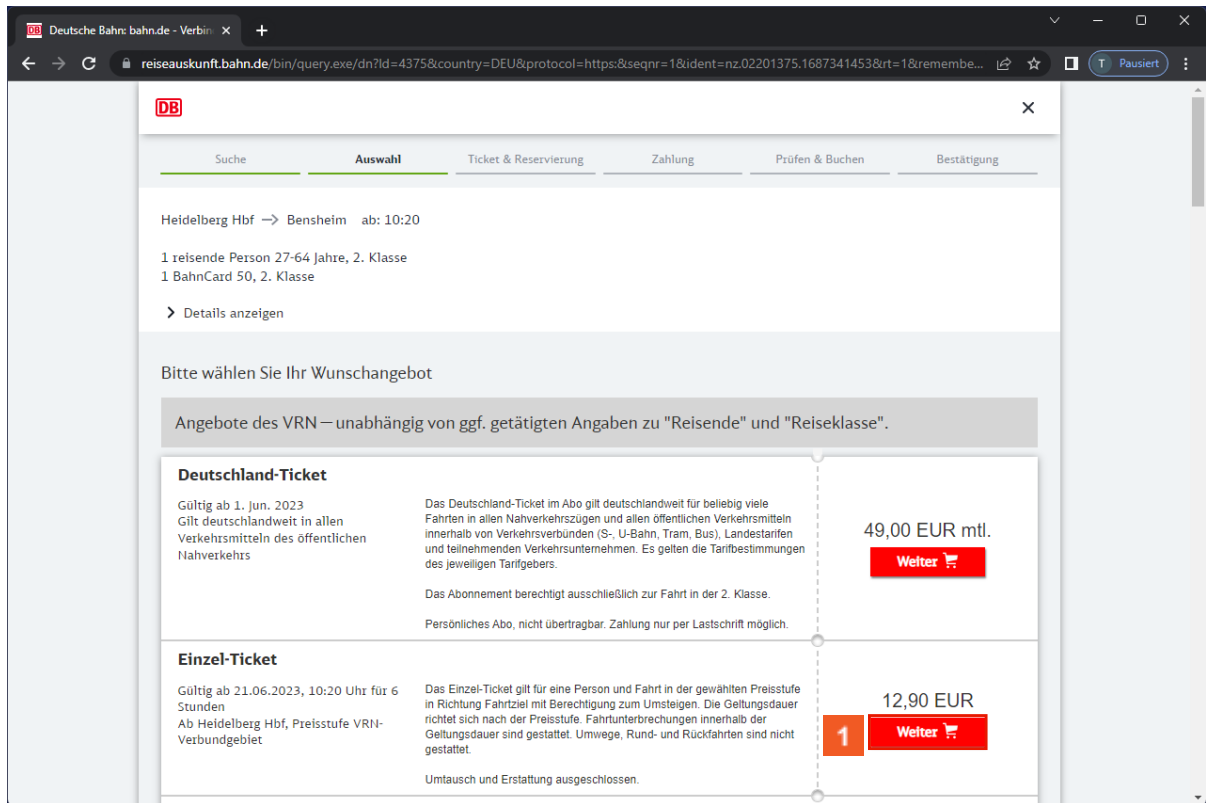 DB Deutsche Bahn: bahn.de - Verbin
reiseauskunft.bahn.de/bin/query.exe/dn?ld=4375&country=DEU&protocol=https:&seqnr=1&ident=nz.02201375.1687341453&rt=1&remembe...
T Pausiert
DB
Suche Auswahl Ticket & Reservierung Zahlung Prüfen & Buchen Bestätigung
Heidelberg Hbf —> Bensheim ab: 10:20
1 reisende Person 27-64 Jahre, 2. Klasse
1 BahnCard 50, 2. Klasse
Details anzeigen
Bitte wählen Sie Ihr Wunschangebot
Angebote des VRN — unabhängig von ggf. getätigten Angaben zu "Reisende" und "Reiseklasse".
Deutschland-Ticket
Gültig ab 1. Jun. 2023
Gilt deutschlandweit in allen
Verkehrsmitteln des öffentlichen
Nahverkehrs
Das Deutschland-Ticket im Abo gilt deutschlandweit für beliebig viele
Fahrten in allen Nahverkehrszügen und allen öffentlichen Verkehrsmitteln
innerhalb von Verkehrsverbünden (S-, U-Bahn, Tram, Bus), Landestarifen
und teilnehmenden Verkehrsunternehmen. Es gelten die Tarifbestimmungen
des jeweiligen Tarifgebers.
Das Abonnement berechtigt ausschließlich zur Fahrt in der 2. Klasse.
Persönliches Abo, nicht übertragbar. Zahlung nur per Lastschrift möglich.
49,00 EUR mtl.
Weiter
Einzel-Ticket
Gültig ab 21.06.2023, 10:20 Uhr für 6
Stunden
Ab Heidelberg Hbf, Preisstufe VRN-
Verbundgebiet
Das Einzel-Ticket gilt für eine Person und Fahrt in der gewählten Preisstufe
in Richtung Fahrtziel mit Berechtigung zum Umsteigen. Die Geltungsdauer
richtet sich nach der Preisstufe. Fahrtunterbrechungen innerhalb der
Geltungsdauer sind gestattet. Umwege, Rund- und Rückfahrten sind nicht
gestattet.
Umtausch und Erstattung ausgeschlossen.
12,90 EUR
1
Weiter